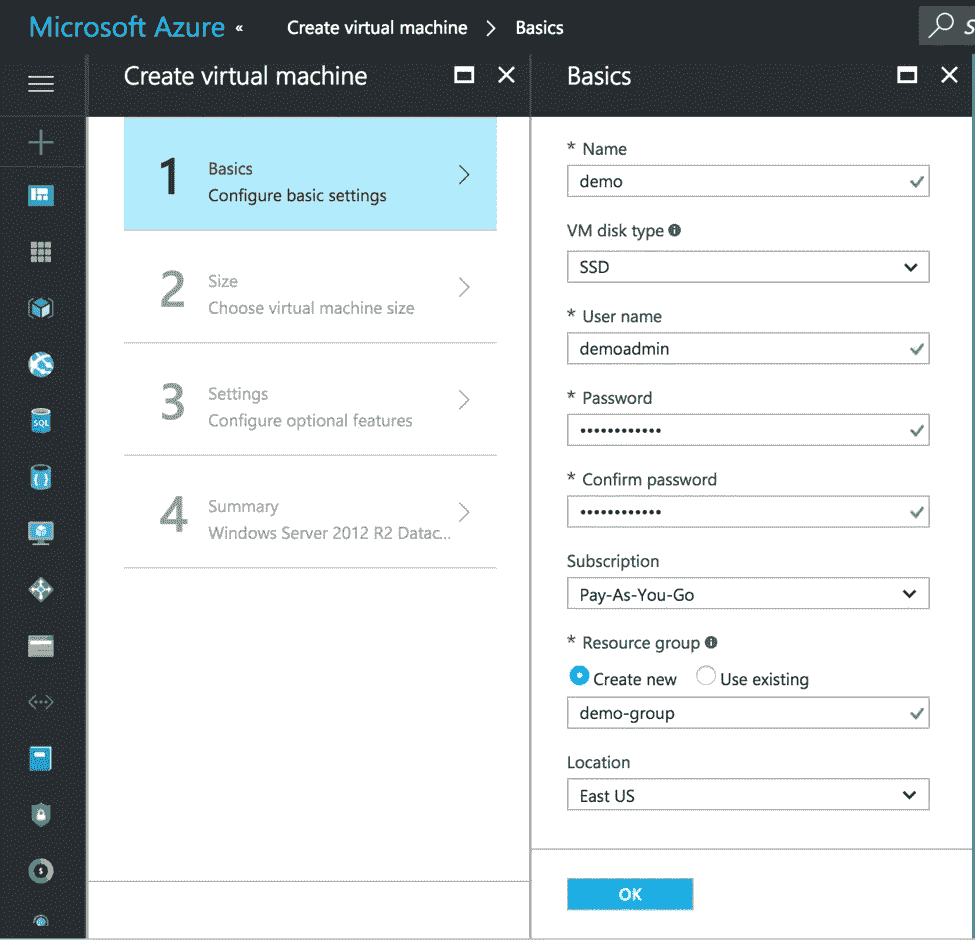 Microsoft Azure « Create virtual machine > Basics S
Create virtual machine
1
Basics
Configure basic settings
2
Size
Choose virtual machine size
3
Settings
Configure optional features
4
Summary
Windows Server 2012 R2 Datac...
Basics
* Name
demo
VM disk type
SSD
* User name
demoadmin
* Password
••••••••••••
* Confirm password
••••••••••••
Subscription
Pay-As-You-Go
* Resource group
Create new Use existing
demo-group
Location
East US
OK
SQL